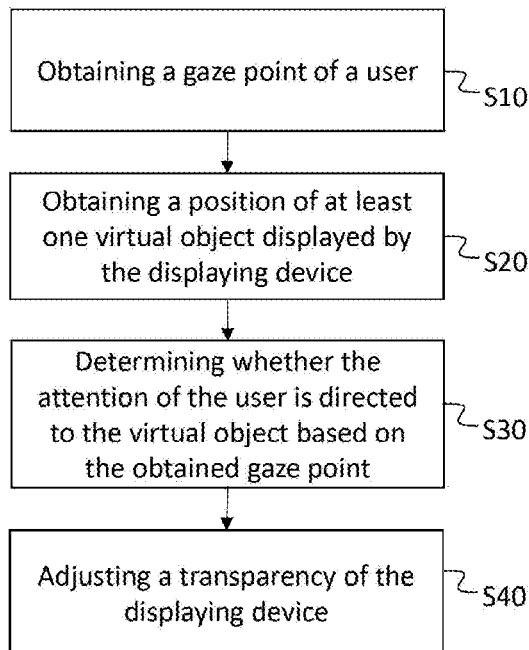 Obtaining a gaze point of a user
S10
Obtaining a position of at least
one virtual object displayed by
the displaying device
S20
Determining whether the
attention of the user is directed
to the virtual object based on
the obtained gaze point
S30
Adjusting a transparency of the
displaying device
S40